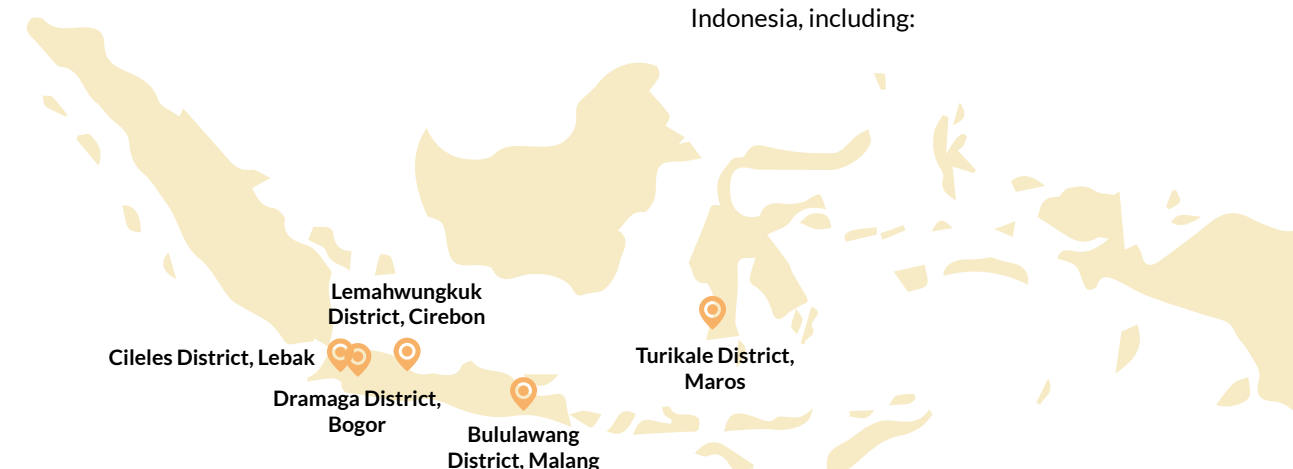 Indonesia, including:
Lemahwungkuk
District, Cirebon
Cileles District, Lebak
Dramaga District,
Bogor
Bululawang
District, Malang
Turikale District,
Maros